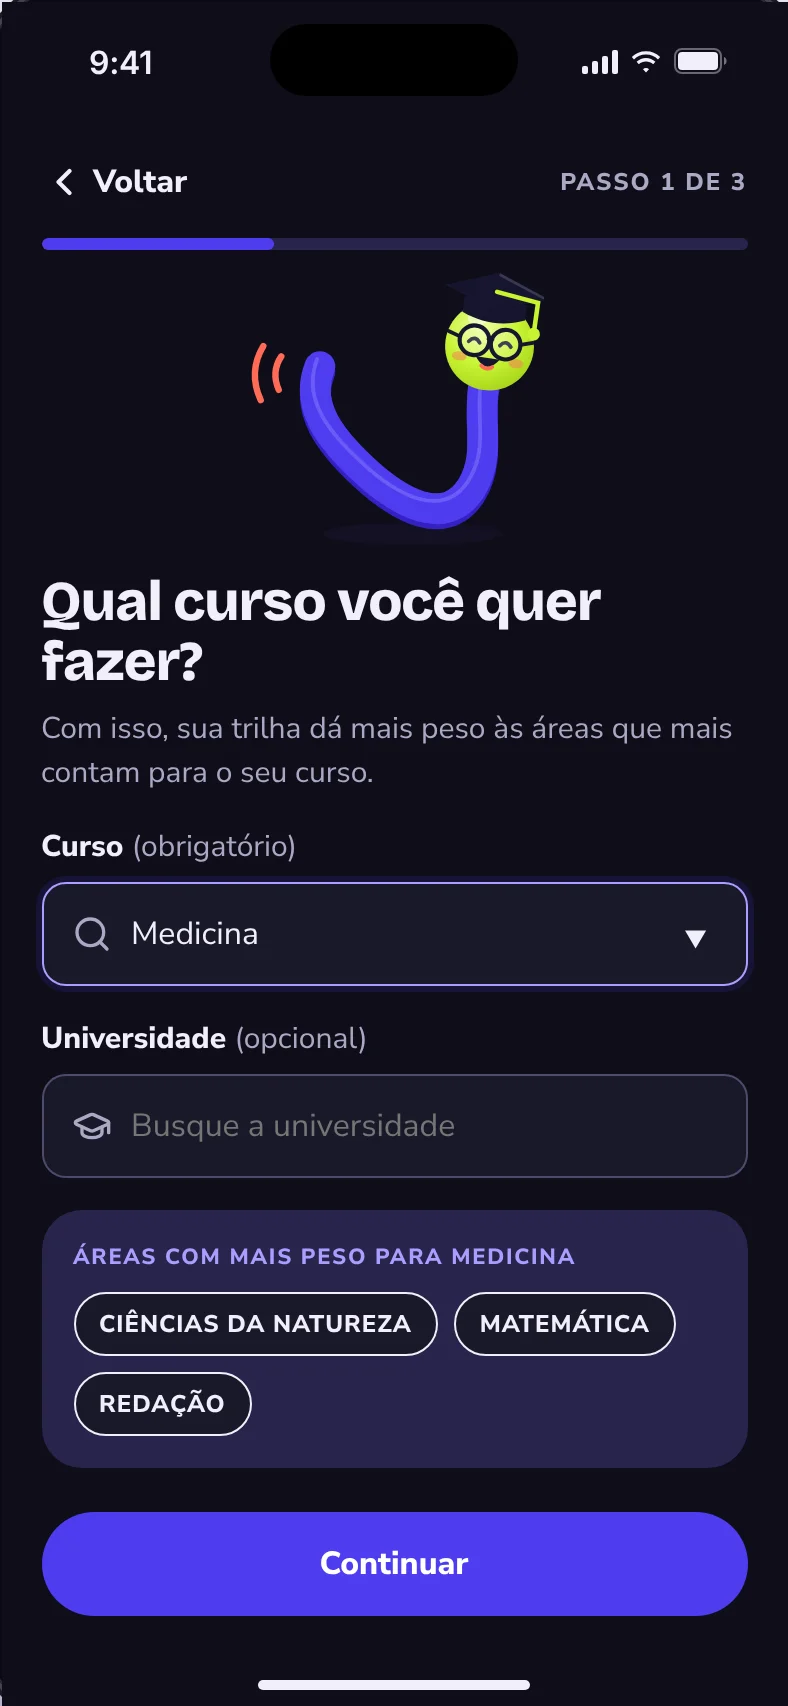 9:41
Voltar
PASSO 1 DE 3
Qual curso você quer
fazer?
Com isso, sua trilha dá mais peso às áreas que mais
contam para o seu curso.
Curso (obrigatório)
Medicina
Universidade (opcional)
Busque a universidade
ÁREAS COM MAIS PESO PARA MEDICINA
CIÊNCIAS DA NATUREZA
MATEMÁTICA
REDAÇÃO
Continuar